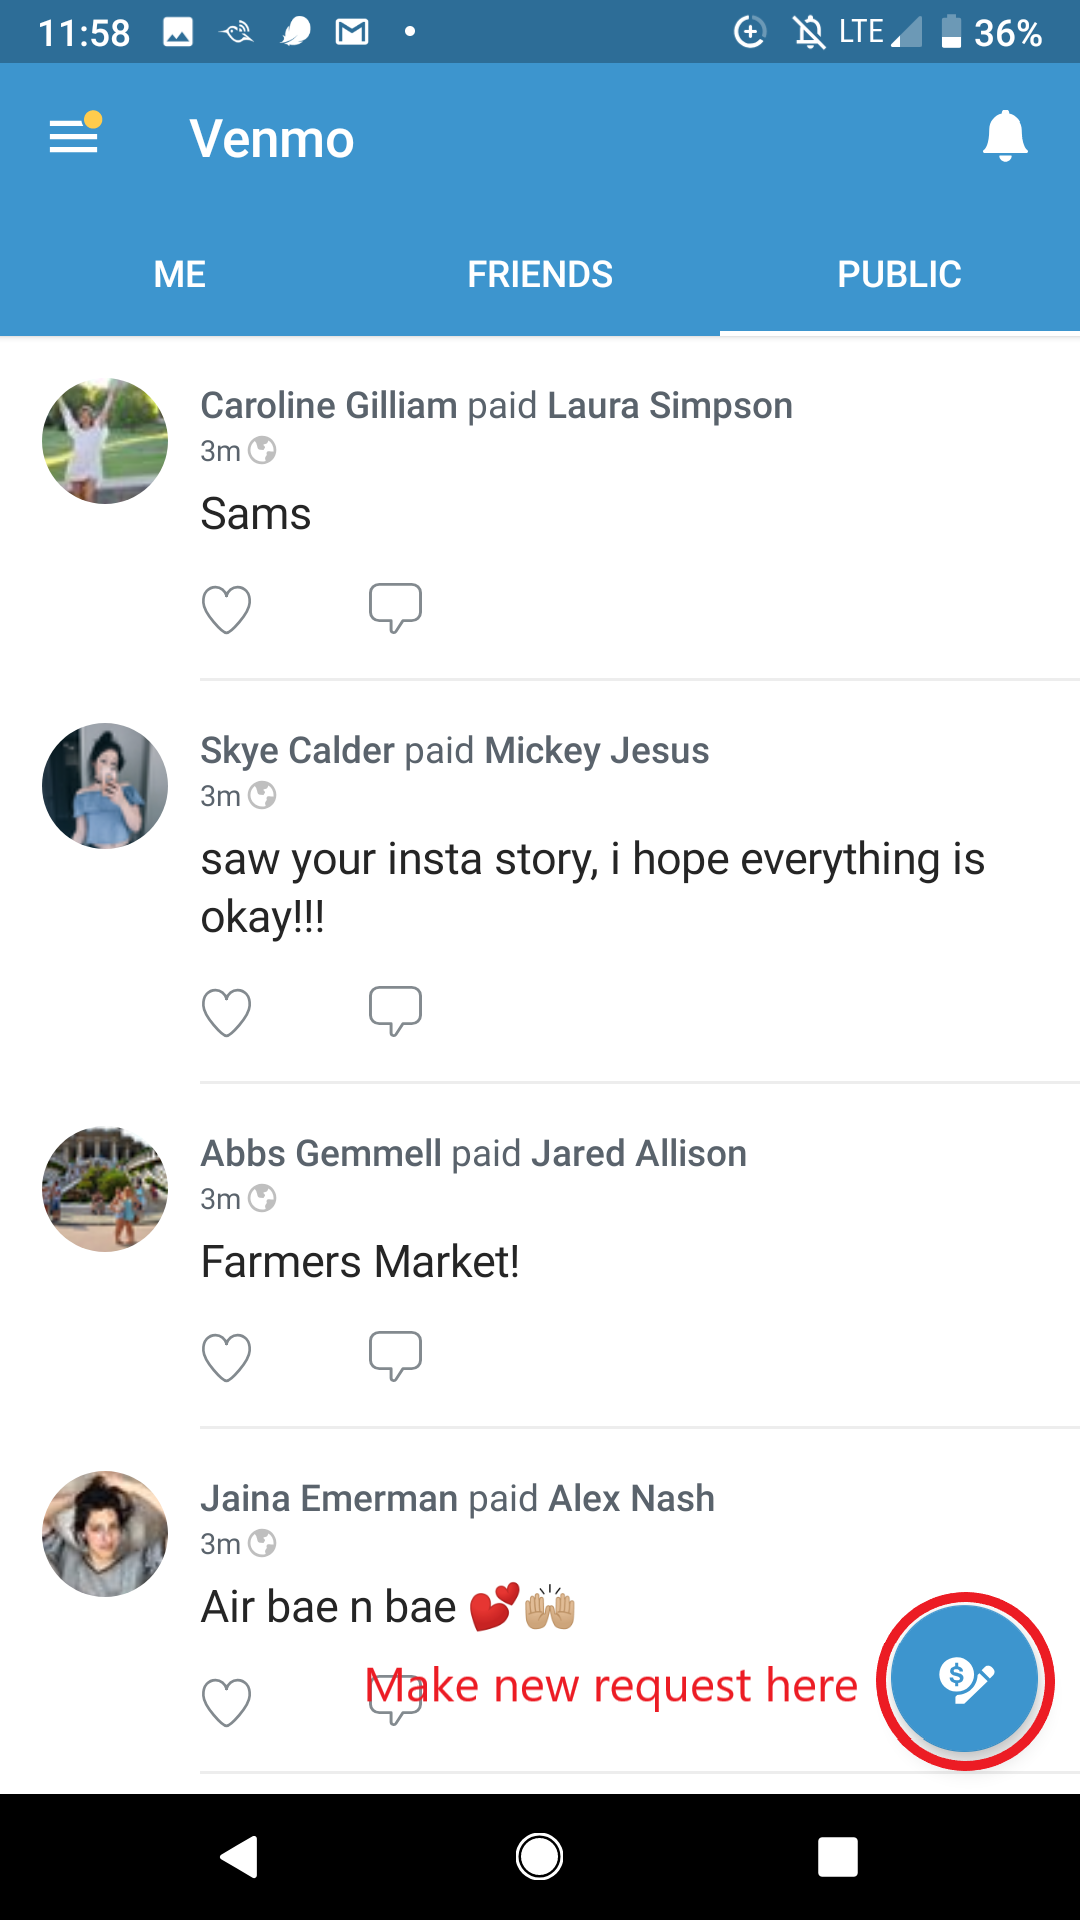 11:58 LTE 36%
Venmo
ME FRIENDS PUBLIC
Caroline Gilliam paid Laura Simpson
3m
Sams
Skye Calder paid Mickey Jesus
3m
saw your insta story, i hope everything is
okay!!!
Abbs Gemmell paid Jared Allison
3m
Farmers Market!
Jaina Emerman paid Alex Nash
3m
Air bae n bae 💕🙌🏼
Make new request here
$